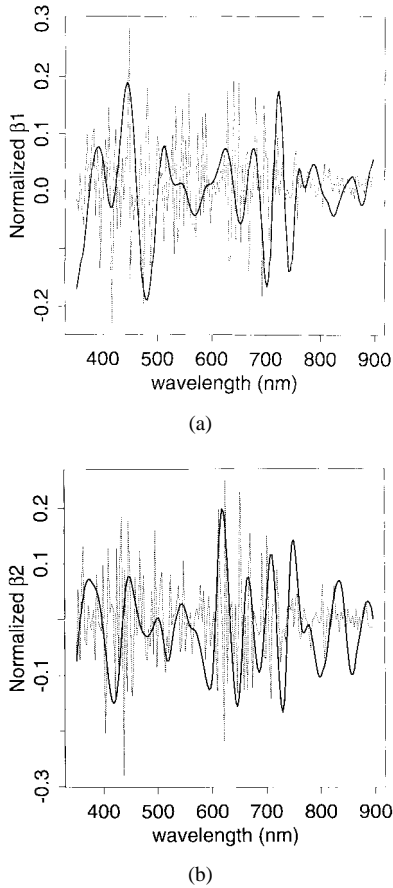 0.3
0.2
0.1
0.0
-0.2
Normalized β1
400 500 600 700 800 900
wavelength (nm)
(a)
0.2
0.1
-0.1
-0.3
Normalized β2
400 500 600 700 800 900
wavelength (nm)
(b)